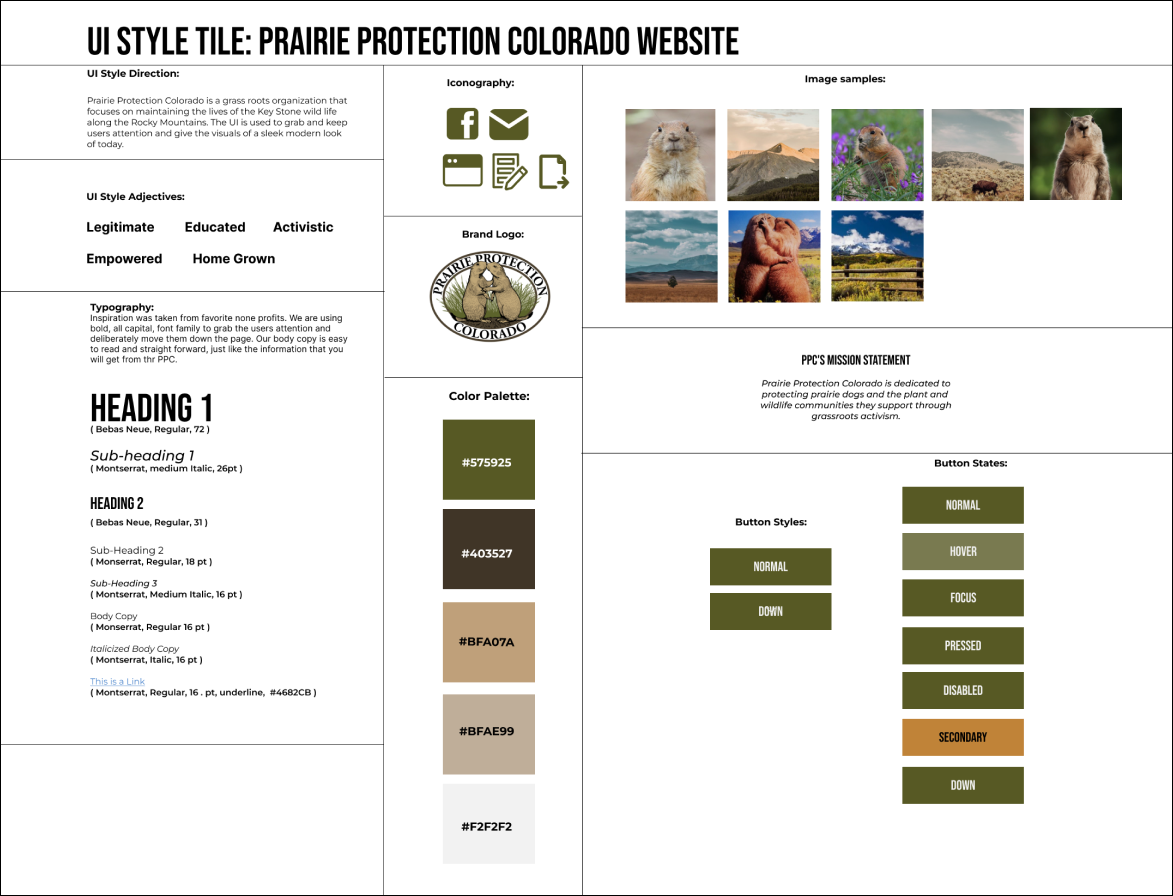 UI STYLE TILE: PRAIRIE PROTECTION COLORADO WEBSITE
UI Style Direction:
Prairie Protection Colorado is a grass roots organization that
focuses on maintaining the lives of the Key Stone wild life
along the Rocky Mountains. The UI is used to grab and keep
users attention and give the visuals of a sleek modern look
of today.
UI Style Adjectives:
Legitimate Educated Activistic
Empowered Home Grown
Typography:
Inspiration was taken from favorite none profits. We are using
bold, all capital, font family to grab the users attention and
deliberately move them down the page. Our body copy is easy
to read and straight forward, just like the information that you
will get from thr PPC.
HEADING 1
( Bebas Neue, Regular, 72 )
Sub-heading 1
( Montserrat, medium Italic, 26pt )
HEADING 2
( Bebas Neue, Regular, 31 )
Sub-Heading 2
( Monserrat, Regular, 18 pt )
Sub-Heading 3
( Montserrat, Medium Italic, 16 pt )
Body Copy
( Monserrat, Regular 16 pt )
Italicized Body Copy
( Montserrat, Italic, 16 pt )
This is a Link
( Montserrat, Regular, 16 . pt, underline, #4682CB )
Iconography:
Brand Logo:
PRAIRIE PROTECTION
COLORADO
Color Palette:
#575925
#403527
#BFA07A
#BFAE99
#F2F2F2
Image samples:
PPC'S MISSION STATEMENT
Prairie Protection Colorado is dedicated to
protecting prairie dogs and the plant and
wildlife communities they support through
grassroots activism.
Button Styles:
NORMAL
DOWN
Button States:
NORMAL
HOVER
FOCUS
PRESSED
DISABLED
SECONDARY
DOWN